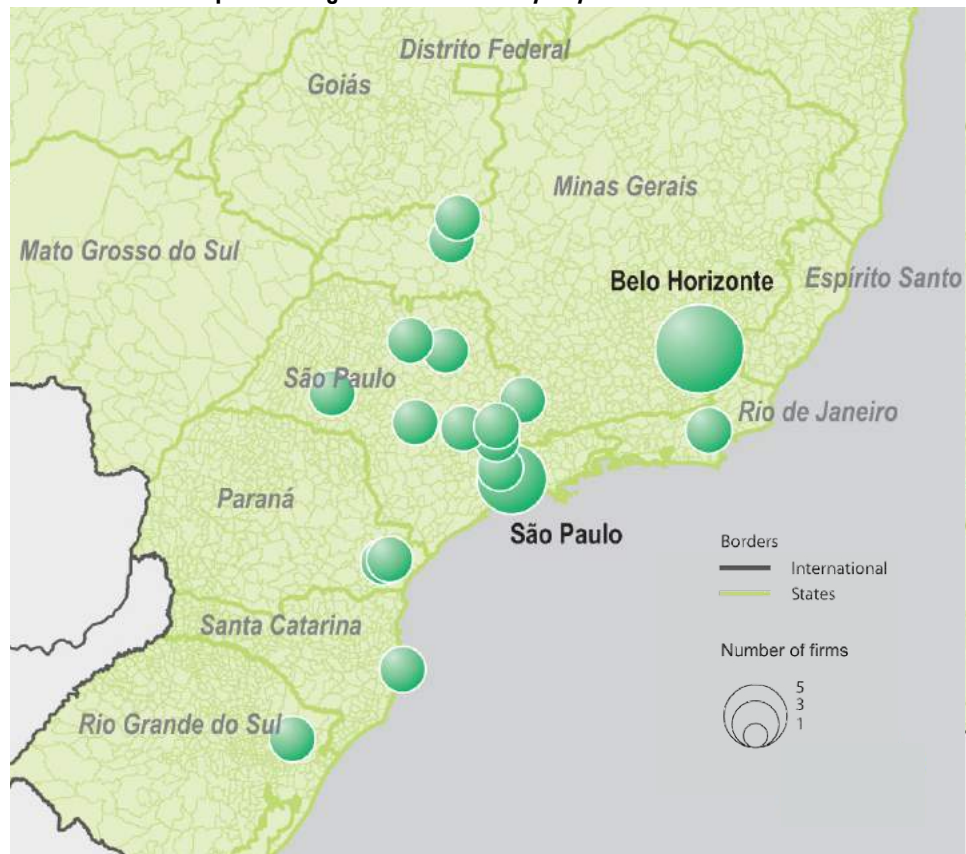 Distrito Federal
Goiás
Minas Gerais
Mato Grosso do Sul
Belo Horizonte
Espírito Santo
São Paulo
Rio de Janeiro
Paraná
São Paulo
Borders
International
States
Santa Catarina
Number of firms
5
3
1
Rio Grande do Sul